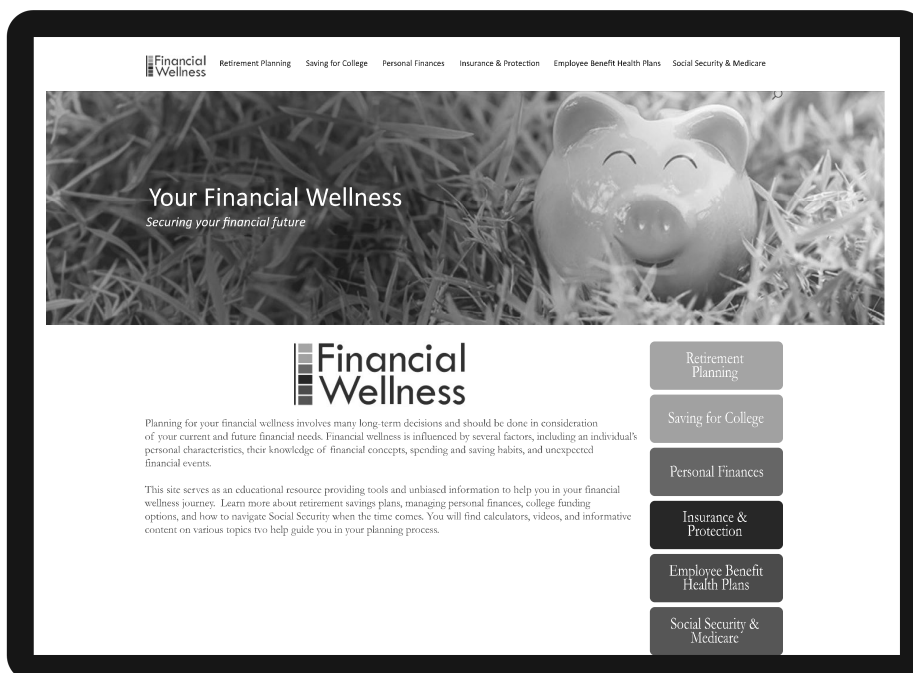 Financial
Wellness
Retirement Planning
Saving for College
Personal Finances
Insurance & Protection
Employee Benefit Health Plans
Social Security & Medicare
Your Financial Wellness
Securing your financial future
Financial
Wellness
Planning for your financial wellness involves many long-term decisions and should be done in consideration
of your current and future financial needs. Financial wellness is influenced by several factors, including an individual's
personal characteristics, their knowledge of financial concepts, spending and saving habits, and unexpected
financial events.
This site serves as an educational resource providing tools and unbiased information to help you in your financial
wellness journey. Learn more about retirement savings plans, managing personal finances, college funding
options, and how to navigate Social Security when the time comes. You will find calculators, videos, and informative
content on various topics tvo help guide you in your planning process.
Retirement
Planning
Saving for College
Personal Finances
Insurance &
Protection
Employee Benefit
Health Plans
Social Security &
Medicare